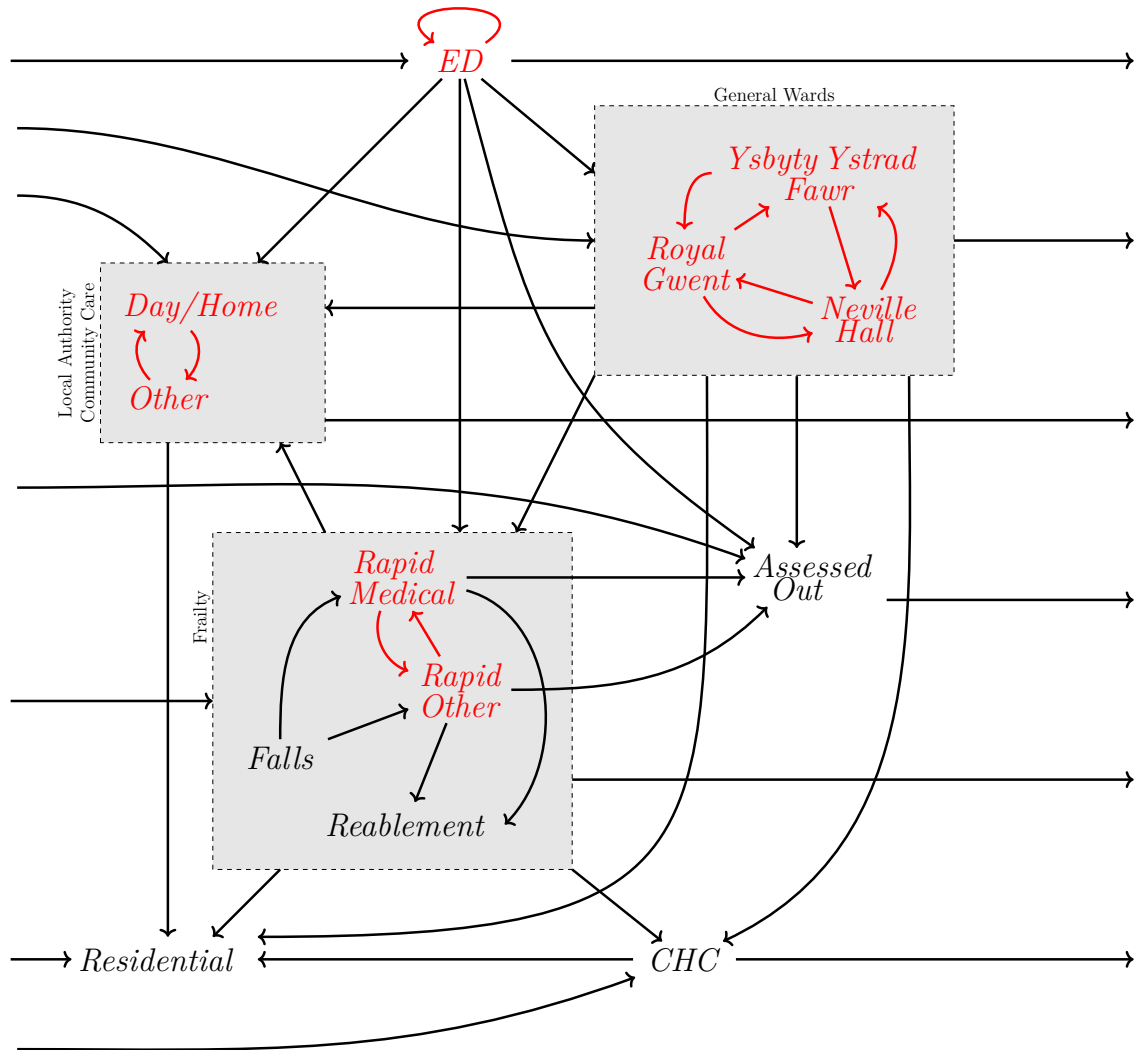 ED
General Wards
Ysbyty Ystrad
Fawr
Royal
Gwent
Neville
Hall
Local Authority
Community Care
Day/Home
Other
Assessed
Out
Frailty
Rapid
Medical
Rapid
Other
Falls
Reablement
Residential
CHC